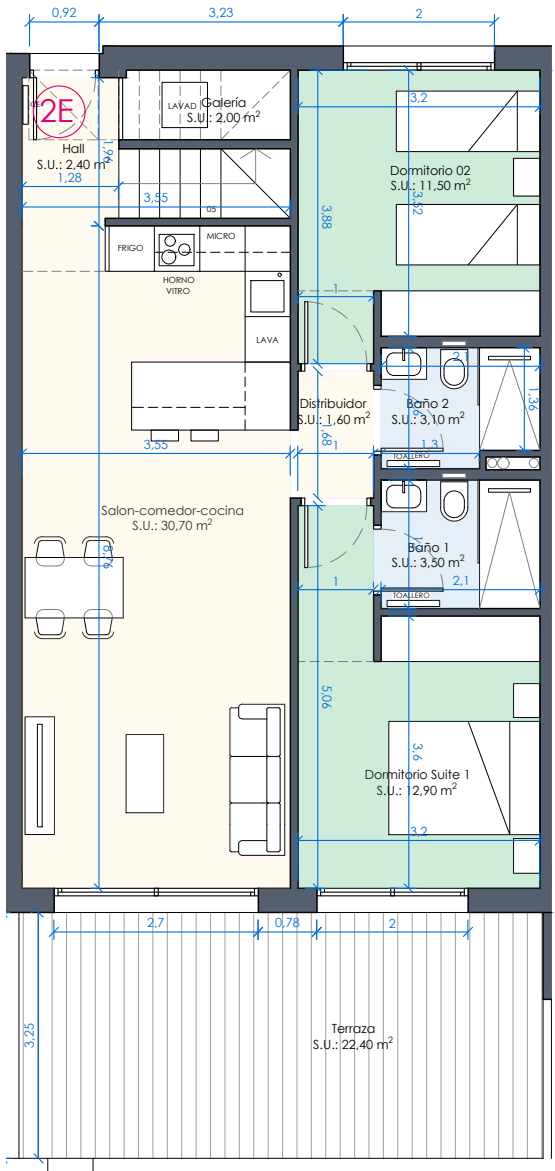 0,92
3,23
2
3,2
LAVAD
Galería
S.U.: 2,00 m²
2E
Hall
S.U.: 2,40 m²
1,96
1,28
3,55
05
Dormitorio 02
S.U.: 11,50 m²
3,52
3,88
FRIGO
MICRO
HORNO
VITRO
LAVA
1
2,1
1,36
Distribuidor
S.U.: 1,60 m²
1,68
Baño 2
S.U.: 3,10 m²
3,55
1
1,3
TOALLERO
Salon-comedor-cocina
S.U.: 30,70 m²
8,76
Baño 1
S.U.: 3,50 m²
1
2,1
TOALLERO
5,06
3,6
Dormitorio Suite 1
S.U.: 12,90 m²
3,2
2,7
0,78
2
3,25
Terraza
S.U.: 22,40 m²